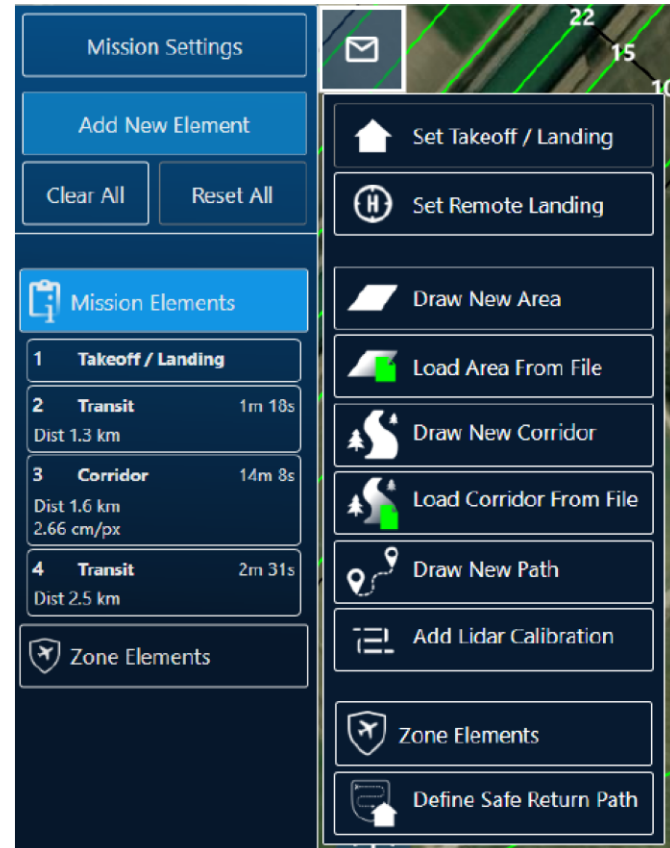 Mission Settings
Add New Element
Clear All
Reset All
Mission Elements
1 Takeoff / Landing
2 Transit 1m 18s
Dist 1.3 km
3 Corridor 14m 8s
Dist 1.6 km
2.66 cm/px
4 Transit 2m 31s
Dist 2.5 km
Zone Elements
22
15
10
Set Takeoff / Landing
H
Set Remote Landing
Draw New Area
Load Area From File
Draw New Corridor
Load Corridor From File
Draw New Path
Add Lidar Calibration
Zone Elements
Define Safe Return Path